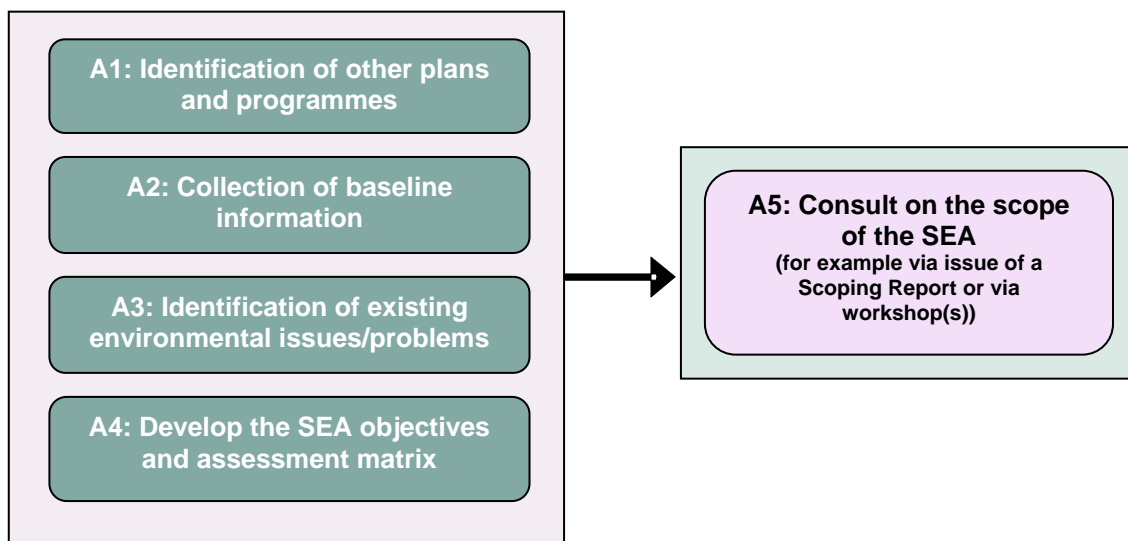 A1: Identification of other plans
and programmes
A2: Collection of baseline
information
A3: Identification of existing
environmental issues/problems
A4: Develop the SEA objectives
and assessment matrix
A5: Consult on the scope
of the SEA
(for example via issue of a
Scoping Report or via
workshop(s))